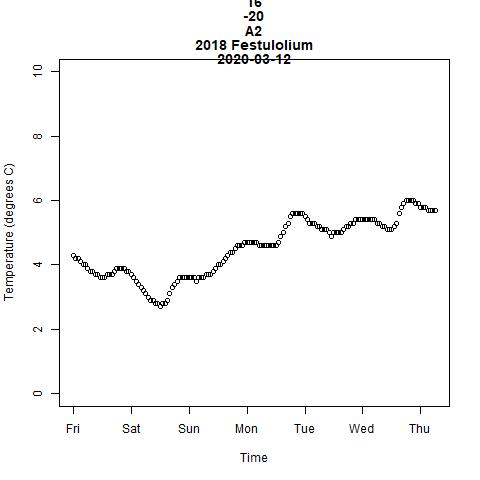 16
-20
A2
2018 Festulolium
2020-03-12
Temperature (degrees C)
10
8
6
4
2
0
Fri Sat Sun Mon Tue Wed Thu
Time